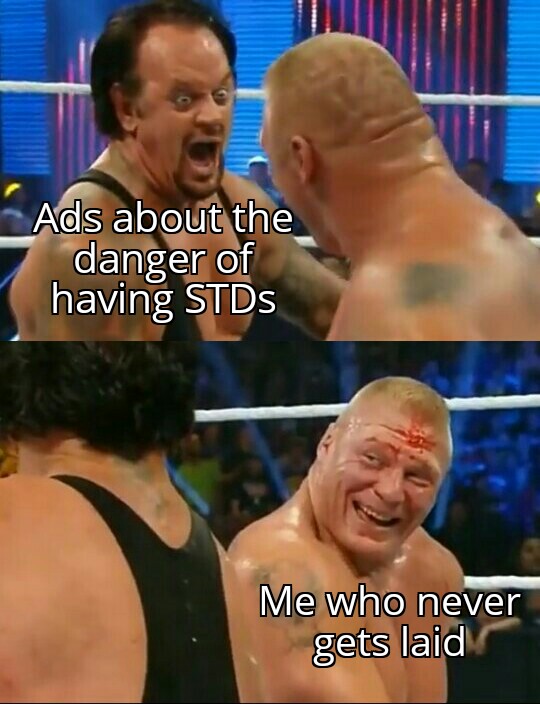 Ads about the
danger of
having STDs
Me who never
gets laid